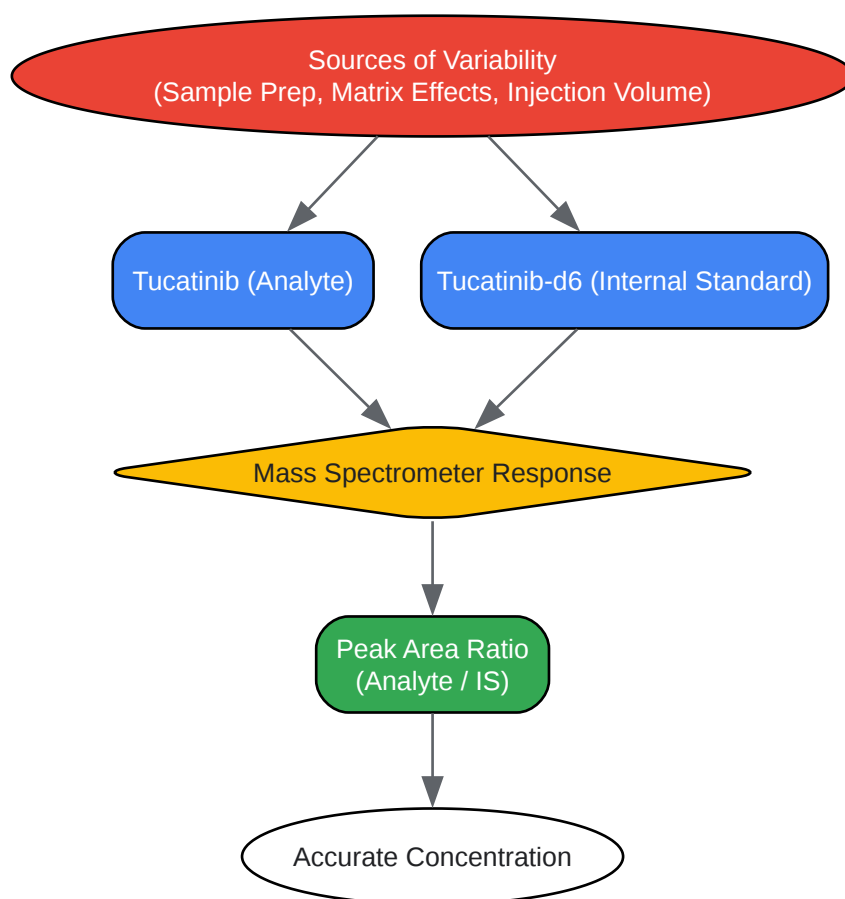 Sources of Variability
(Sample Prep, Matrix Effects, Injection Volume)
Tucatinib (Analyte)
Tucatinib-d6 (Internal Standard)
Mass Spectrometer Response
Peak Area Ratio
(Analyte / IS)
Accurate Concentration